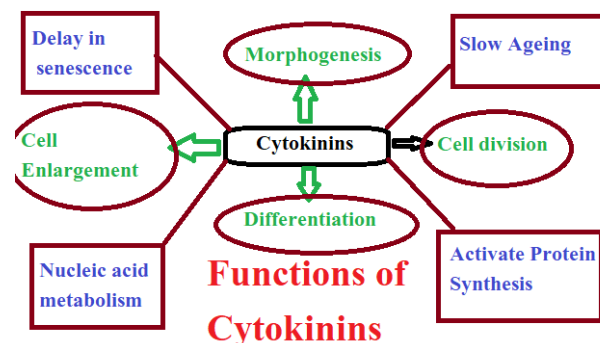 Delay in
senescence
Morphogenesis
Slow Ageing
Cell
Enlargement
Cytokinins
Cell division
Differentiation
Nucleic acid
metabolism
Activate Protein
Synthesis
Functions of
Cytokinins